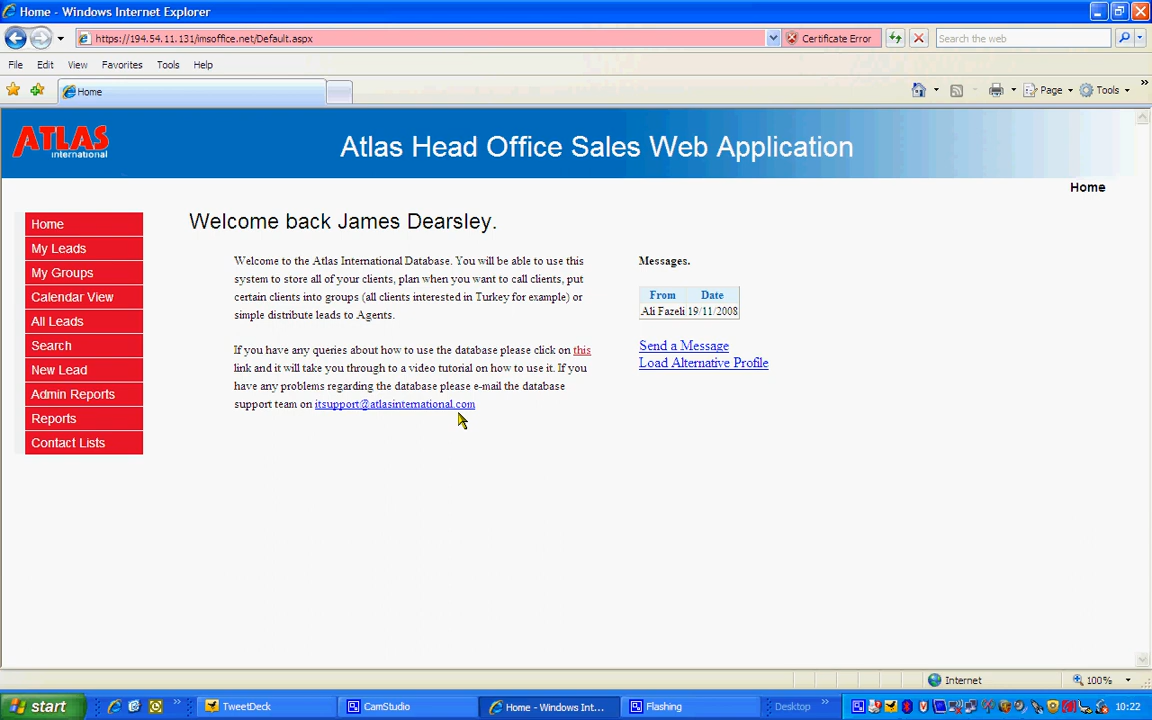 Home - Windows Internet Explorer
https://194.54.11.131/imsoffice.net/Default.aspx
Certificate Error
Search the web
File Edit View Favorites Tools Help
Home
Page Tools
ATLAS
international
Atlas Head Office Sales Web Application
Home
Home
My Leads
My Groups
Calendar View
All Leads
Search
New Lead
Admin Reports
Reports
Contact Lists
Welcome back James Dearsley.
Welcome to the Atlas International Database. You will be able to use this
system to store all of your clients, plan when you want to call clients, put
certain clients into groups (all clients interested in Turkey for example) or
simple distribute leads to Agents.
If you have any queries about how to use the database please click on this
link and it will take you through to a video tutorial on how to use it. If you
have any problems regarding the database please e-mail the database
support team on itsupport@atlasinternational.com
Messages.
From Date
Ali Fazeli 19/11/2008
Send a Message
Load Alternative Profile
Internet
100%
start
TweetDeck
CamStudio
Home - Windows Int...
Flashing
Desktop
10:22